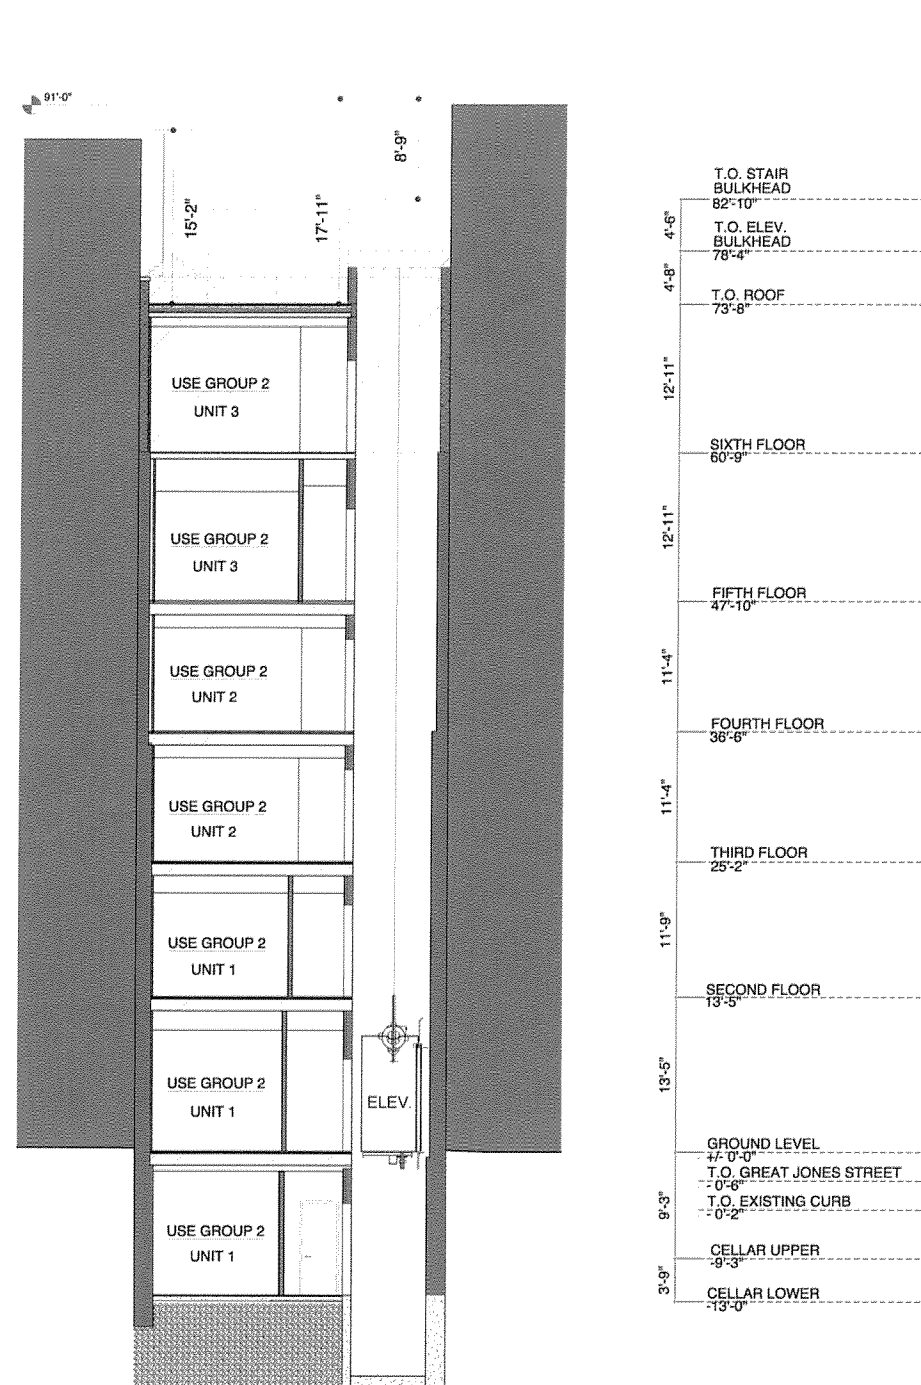 91'-0"
8'-9"
15'-2"
17'-11"
T.O. STAIR
BULKHEAD
82'-10"
4'-6"
T.O. ELEV.
BULKHEAD
78'-4"
4'-8"
T.O. ROOF
73'-8"
12'-11"
USE GROUP 2
UNIT 3
SIXTH FLOOR
60'-9"
12'-11"
USE GROUP 2
UNIT 3
FIFTH FLOOR
47'-10"
11'-4"
USE GROUP 2
UNIT 2
FOURTH FLOOR
36'-6"
11'-4"
USE GROUP 2
UNIT 2
THIRD FLOOR
25'-2"
11'-9"
USE GROUP 2
UNIT 1
SECOND FLOOR
13'-5"
13'-5"
USE GROUP 2
UNIT 1
ELEV.
GROUND LEVEL
+/- 0'-0"
T.O. GREAT JONES STREET
- 0'-6"
T.O. EXISTING CURB
- 0'-2"
9'-3"
USE GROUP 2
UNIT 1
CELLAR UPPER
-9'-3"
3'-9"
CELLAR LOWER
-13'-0"